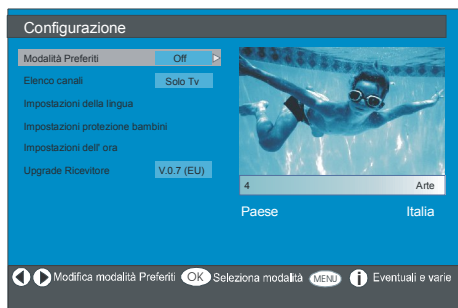 Configurazione
Modalità Preferiti Off
Elenco canali Solo Tv
Impostazioni della lingua
Impostazioni protezione bambini
Impostazioni dell' ora
Upgrade Ricevitore V.0.7 (EU)
4 Arte
Paese Italia
Modifica modalità Preferiti OK Seleziona modalità MENU i Eventuali e varie